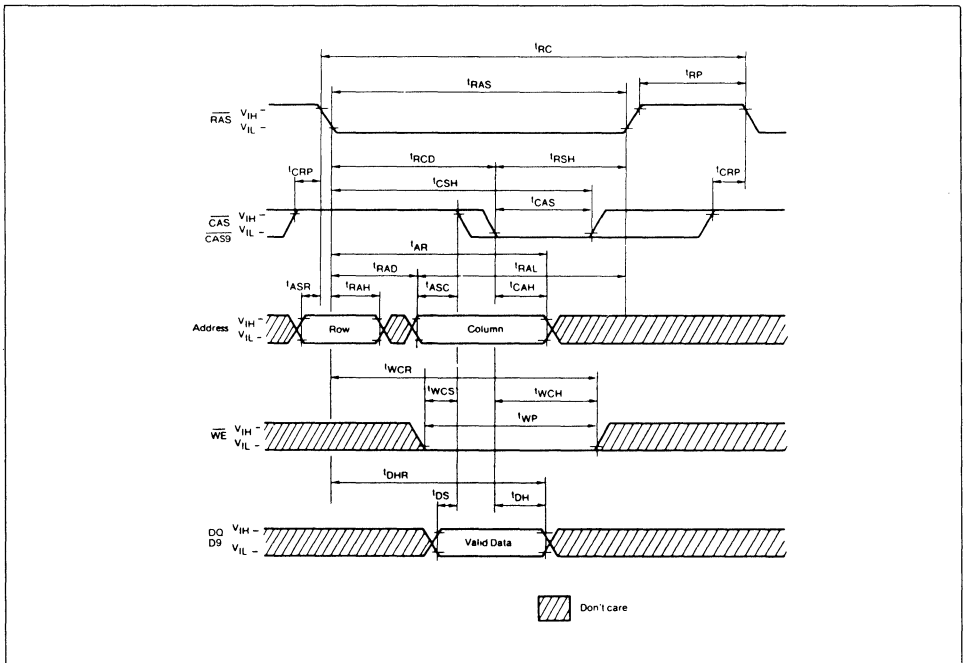 tRC
tRP
tRAS
RAS VIH –
VIL –
tRCD tRSH
tCRP tCSH tCRP
tCAS
CAS VIH –
CAS9 VIL –
tAR
tRAD tRAL
tASR tRAH tASC tCAH
Address VIH –
VIL –
Row Column
tWCR
tWCS tWCH
tWP
WE VIH –
VIL –
tDHR
tDS tDH
DQ VIH –
D9 VIL –
Valid Data
Don't care